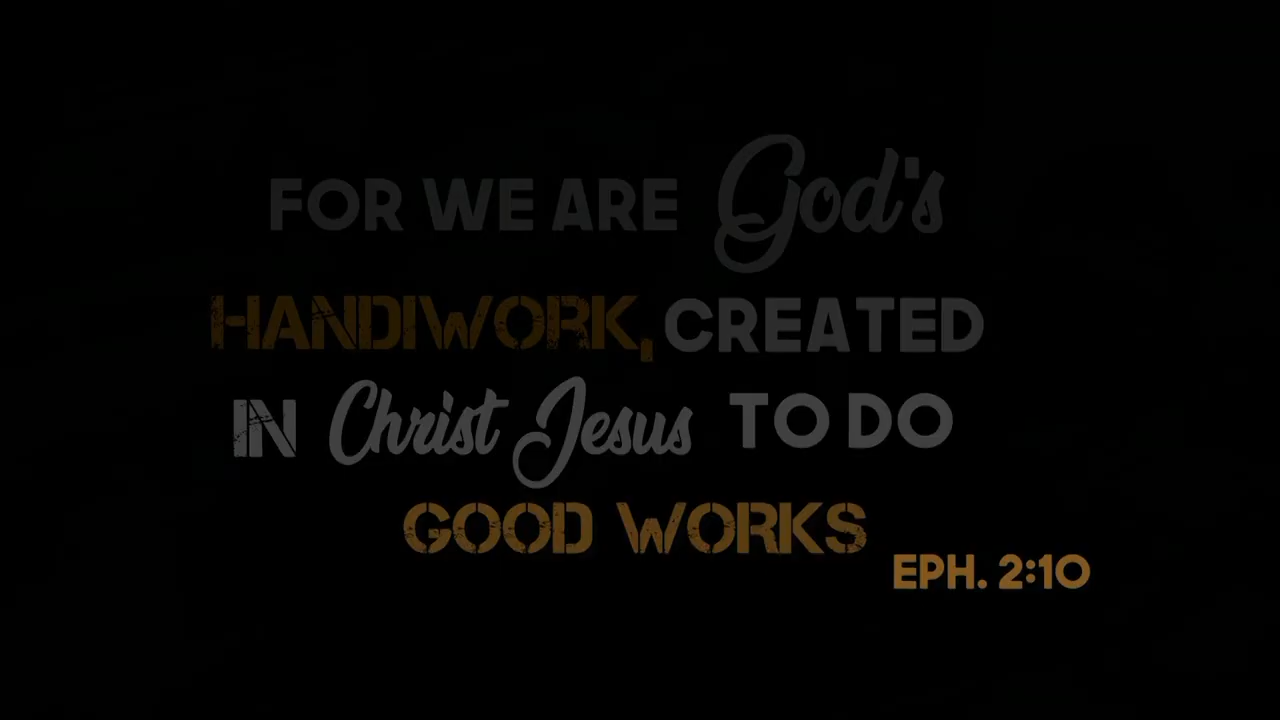 FOR WE ARE God's
HANDIWORK, CREATED
IN Christ Jesus TO DO
GOOD WORKS
EPH. 2:10